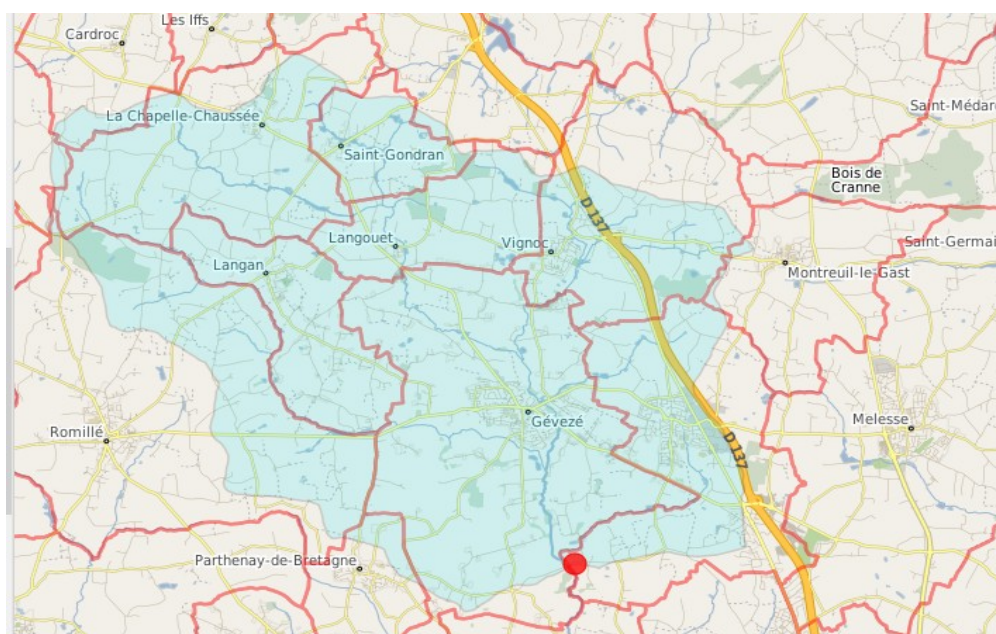 Les Iffs
Cardroc
Saint-Médard
La Chapelle-Chaussée
Saint-Gondran
Bois de
Cranne
D 137
Langouet
Vignoc
Saint-Germai
Langan
Montreuil-le-Gast
Gévezé
Melesse
Romillé
D 137
Parthenay-de-Bretagne